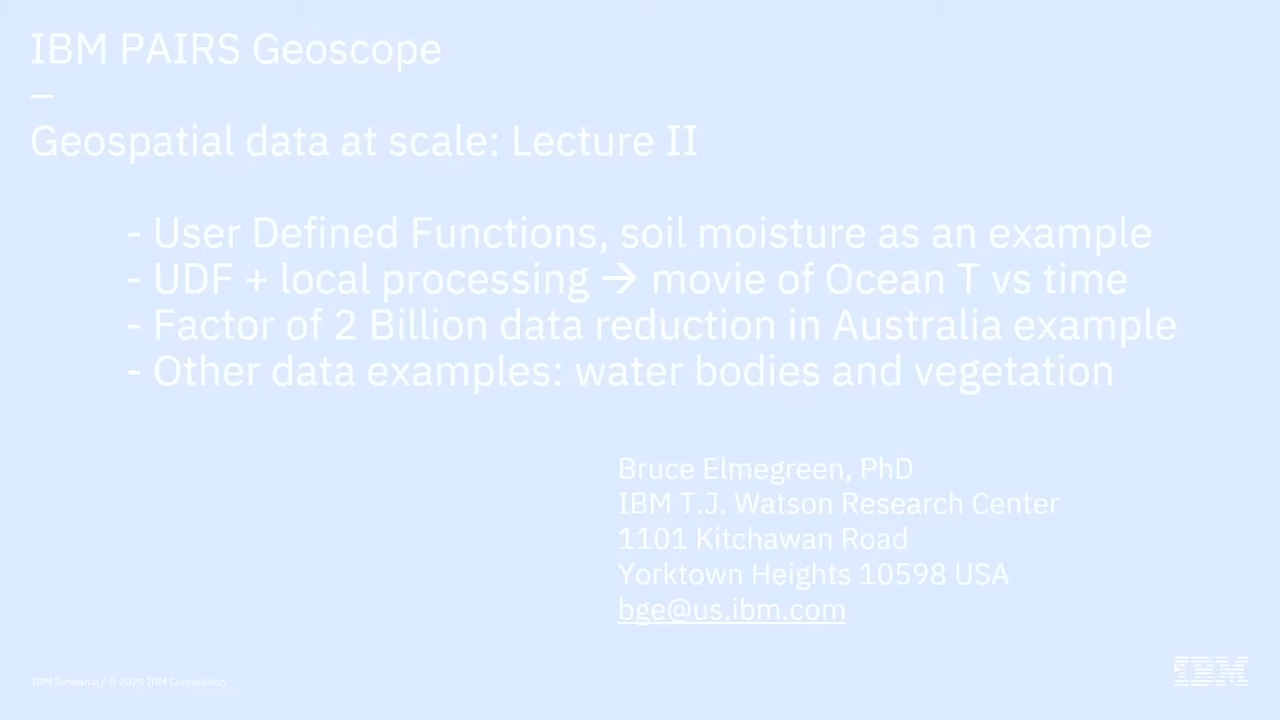 IBM PAIRS Geoscope
—
Geospatial data at scale: Lecture II
- User Defined Functions, soil moisture as an example
- UDF + local processing → movie of Ocean T vs time
- Factor of 2 Billion data reduction in Australia example
- Other data examples: water bodies and vegetation
Bruce Elmegreen, PhD
IBM T.J. Watson Research Center
1101 Kitchawan Road
Yorktown Heights 10598 USA
bge@us.ibm.com
IBM Research / © 2020 IBM Corporation
IBM